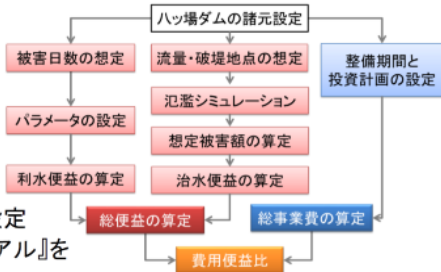 八ッ場ダムの諸元設定
被害日数の想定
流量・破堤地点の想定
整備期間と
投資計画の設定
氾濫シミュレーション
パラメータの設定
想定被害額の算定
利水便益の算定
治水便益の算定
定
アル』を
総便益の算定
総事業費の算定
費用便益比